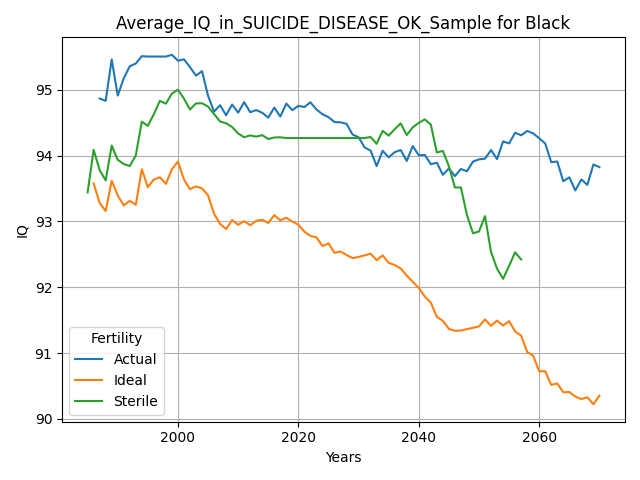 Average_IQ_in_SUICIDE_DISEASE_OK_Sample for Black
95
94
93
92
91
90
IQ
Fertility
Actual
Ideal
Sterile
2000
2020
2040
2060
Years